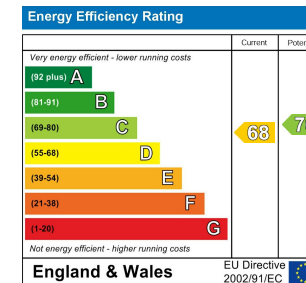 Energy Efficiency Rating
Current
Very energy efficient - lower running costs
(92 plus) A
(81-91) B
(69-80) C
(55-68) D
(39-54) E
(21-38) F
(1-20) G
68
Not energy efficient - higher running costs
England & Wales
EU Directive
2002/91/EC